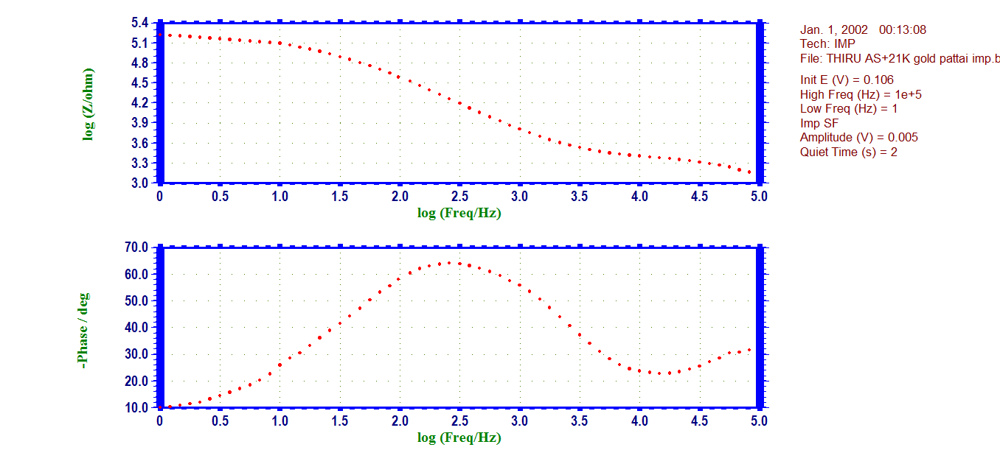 5.4
5.1
4.8
4.5
4.2
3.9
3.6
3.3
3.0
log (Z/ohm)
0 0.5 1.0 1.5 2.0 2.5 3.0 3.5 4.0 4.5 5.0
log (Freq/Hz)
Jan. 1, 2002 00:13:08
Tech: IMP
File: THIRU AS+21K gold pattai imp.b
Init E (V) = 0.106
High Freq (Hz) = 1e+5
Low Freq (Hz) = 1
Imp SF
Amplitude (V) = 0.005
Quiet Time (s) = 2
70.0
60.0
50.0
40.0
30.0
20.0
10.0
-Phase / deg
0 0.5 1.0 1.5 2.0 2.5 3.0 3.5 4.0 4.5 5.0
log (Freq/Hz)